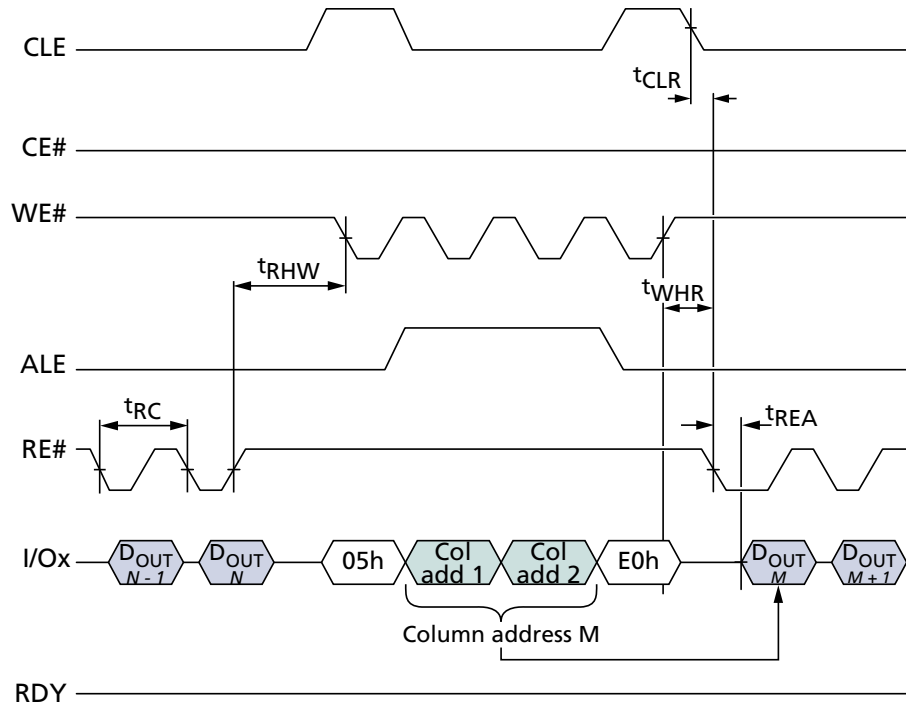 CLE
tCLR
CE#
WE#
tRHW
tWHR
ALE
tRC
tREA
RE#
I/Ox
DOUT
N - 1
DOUT
N
05h
Col
add 1
Col
add 2
E0h
DOUT
M
DOUT
M + 1
Column address M
RDY